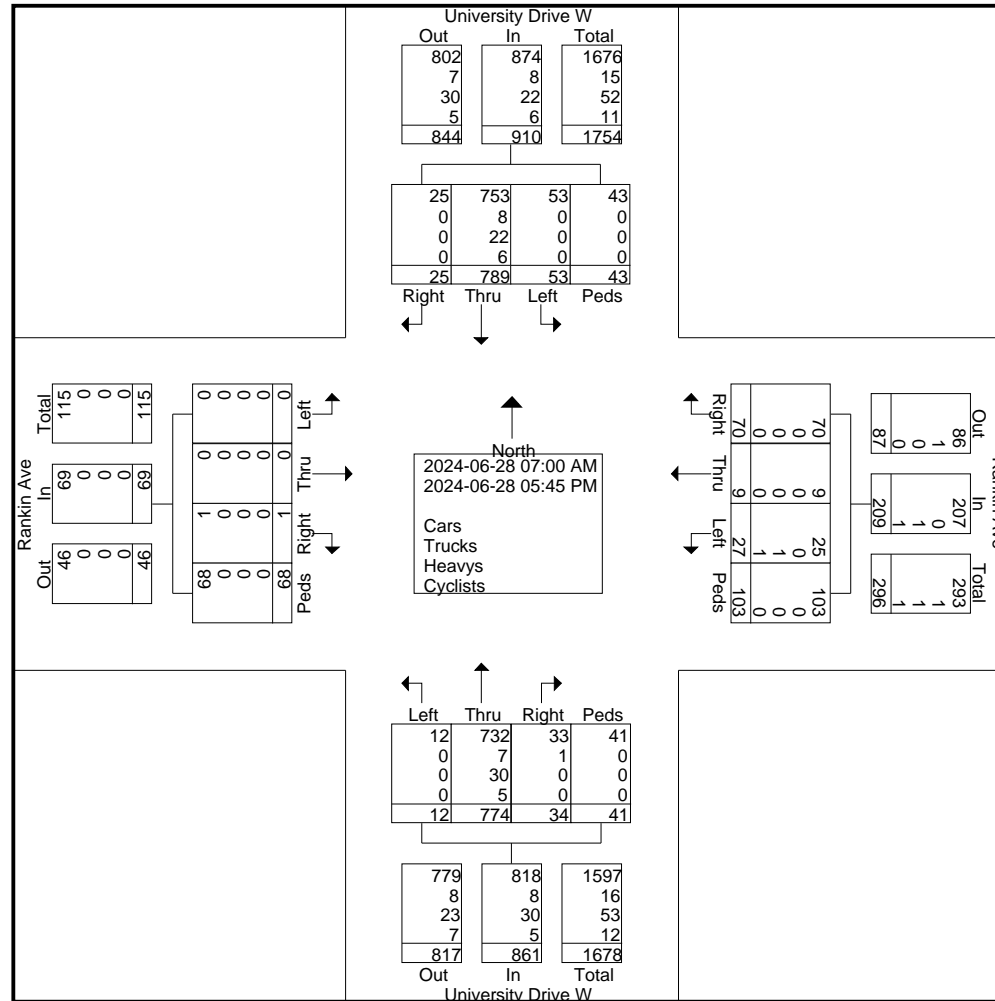 University Drive W
Out In Total
802 874 1676
7 8 15
30 22 52
5 6 11
844 910 1754
25 753 53 43
0 8 0 0
0 22 0 0
0 6 0 0
25 789 53 43
Right Thru Left Peds
Rankin Ave
Total
115 0 0 0 115
In
69 0 0 0 69
Out
46 0 0 0 46
0 0 0 0 0
Left
0 0 0 0 0
Thru
1 0 0 0 1
Right
68 0 0 0 68
Peds
North
2024-06-28 07:00 AM
2024-06-28 05:45 PM
Cars
Trucks
Heavys
Cyclists
Right
70 0 0 0 70
Thru
9 0 0 0 9
Left
27 1 1 0 25
Peds
103 0 0 0 103
87 0 0 1 86
Out
209 1 1 0 207
In
296 1 1 1 293
Total
Left Thru Right Peds
12 732 33 41
0 7 1 0
0 30 0 0
0 5 0 0
12 774 34 41
779 818 1597
8 8 16
23 30 53
7 5 12
817 861 1678
Out In Total
University Drive W